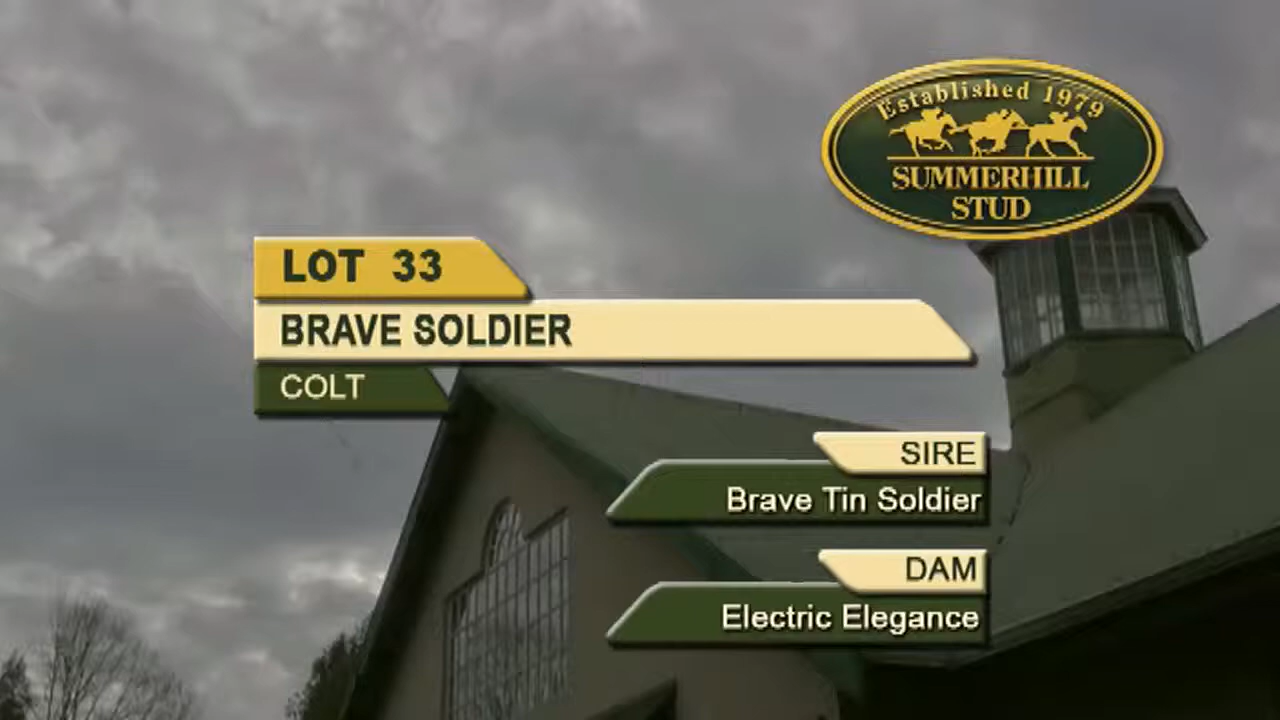 Established 1979
SUMMERHILL
STUD
LOT 33
BRAVE SOLDIER
COLT
SIRE
Brave Tin Soldier
DAM
Electric Elegance